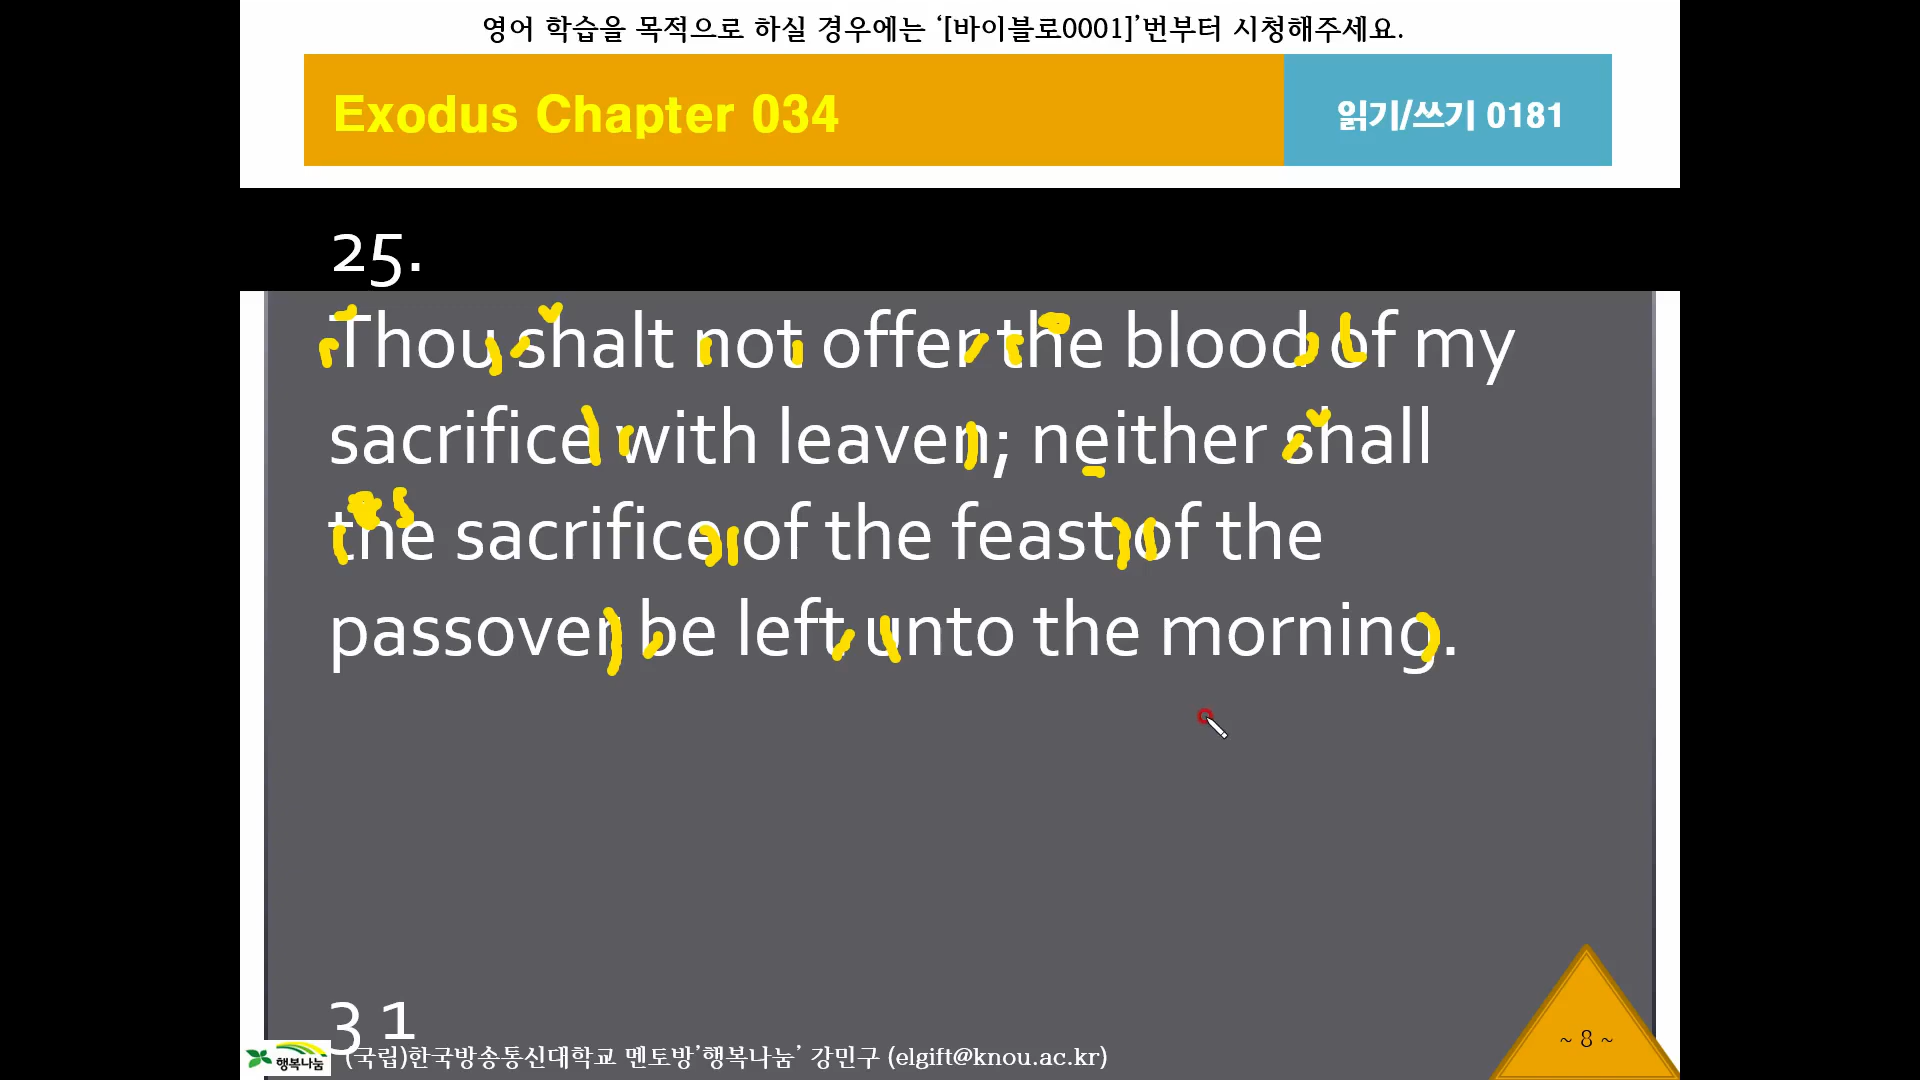 영어 학습을 목적으로 하실 경우에는 ‘[바이블로0001]’번부터 시청해주세요.
Exodus Chapter 034
읽기/쓰기 0181
25.
Thou shalt not offer the blood of my
sacrifice with leaven; neither shall
the sacrifice of the feast of the
passover be left unto the morning.
31
행복나눔
(국립)한국방송통신대학교 멘토방’행복나눔’ 강민구 (elgift@knou.ac.kr)
~ 8 ~